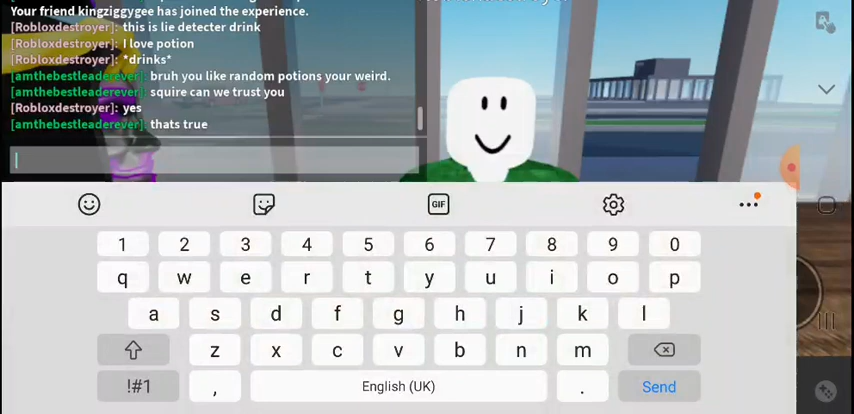 Your friend kingziggygee has joined the experience.
[Robloxdestroyer]: this is lie detecter drink
[Robloxdestroyer]: I love potion
[Robloxdestroyer]: *drinks*
[amthebestleaderever]: bruh you like random potions your weird.
[amthebestleaderever]: squire can we trust you
[Robloxdestroyer]: yes
[amthebestleaderever]: thats true
GIF
1 2 3 4 5 6 7 8 9 0
q w e r t y u i o p
a s d f g h j k l
z x c v b n m
!#1 , English (UK) . Send